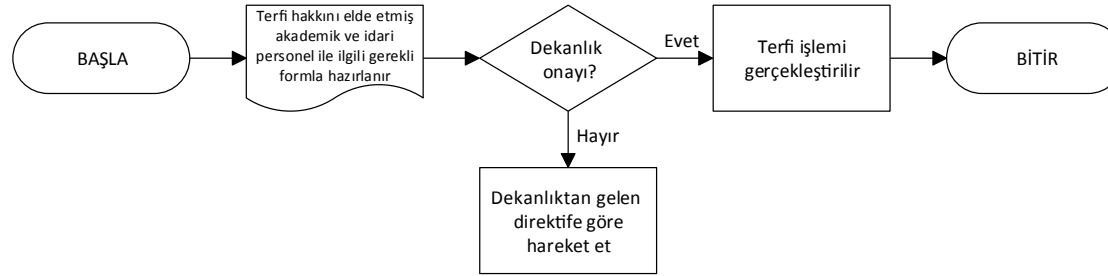 BAŞLA
Terfi hakkını elde etmiş
akademik ve idari
personel ile ilgili gerekli
formla hazırlanır
Dekanlık
onayı?
Evet
Terfi işlemi
gerçekleştirilir
BİTİR
Hayır
Dekanlıktan gelen
direktife göre
hareket et